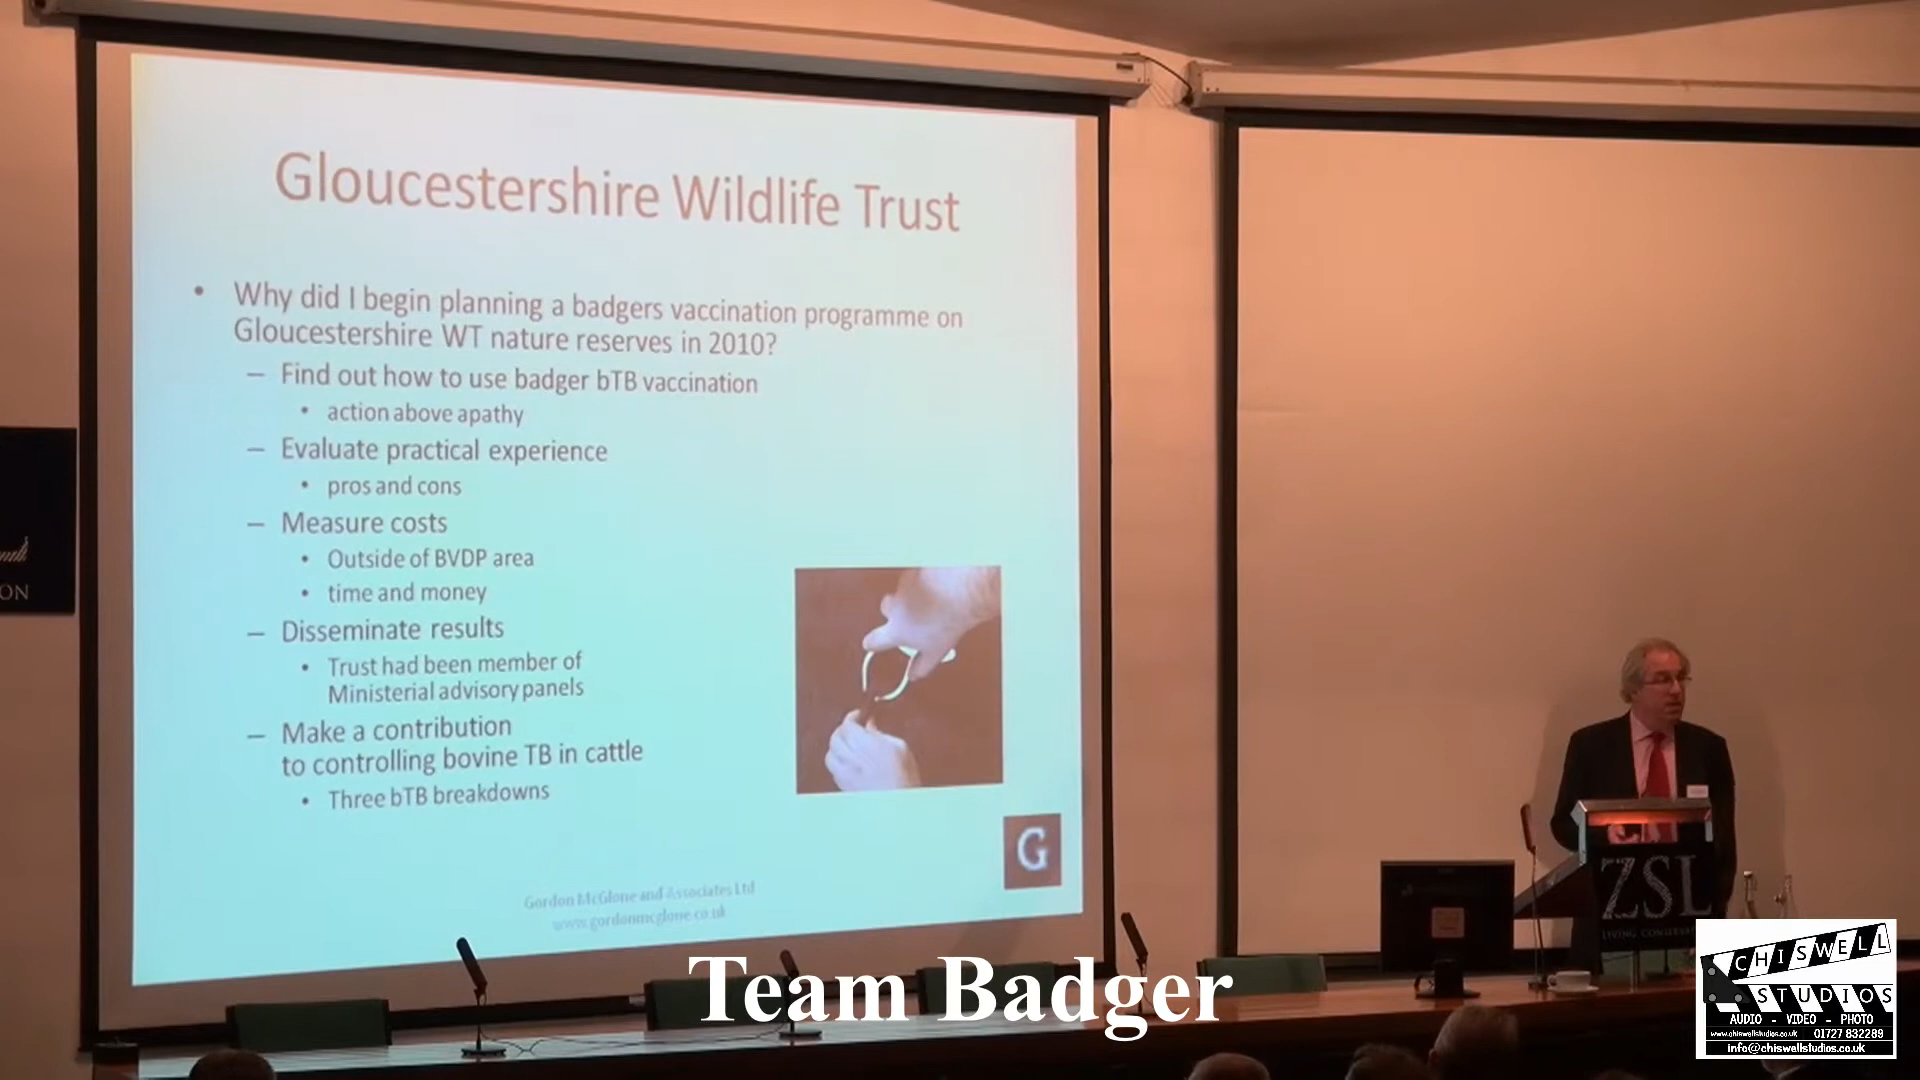 Gloucestershire Wildlife Trust
• Why did I begin planning a badgers vaccination programme on
Gloucestershire WT nature reserves in 2010?
– Find out how to use badger bTB vaccination
• action above apathy
– Evaluate practical experience
• pros and cons
– Measure costs
• Outside of BVDP area
• time and money
– Disseminate results
• Trust had been member of
Ministerial advisory panels
– Make a contribution
to controlling bovine TB in cattle
• Three bTB breakdowns
G
Gordon McGlone and Associates Ltd
www.gordonmcglone.co.uk
ON
ZSL
LIVING CONSERVATION
Team Badger
CHISWELL
STUDIOS
AUDIO - VIDEO - PHOTO
www.chiswellstudios.co.uk 01727 832289
info@chiswellstudios.co.uk